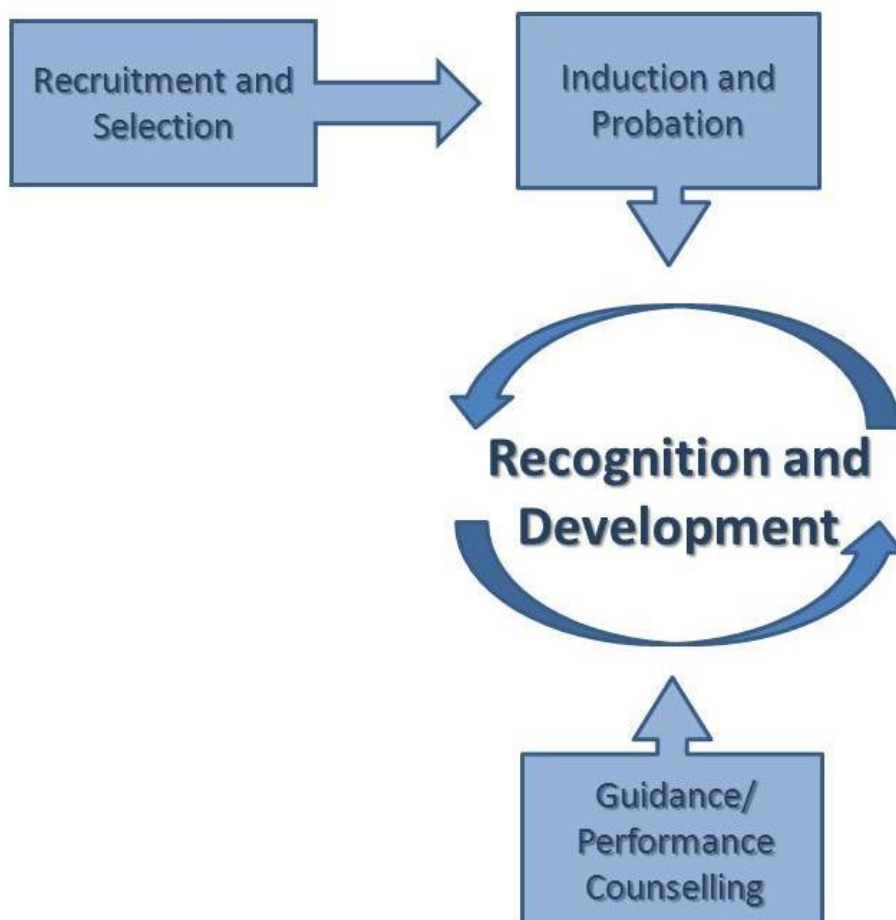 Recruitment and
Selection
Induction and
Probation
Recognition and
Development
Guidance/
Performance
Counselling